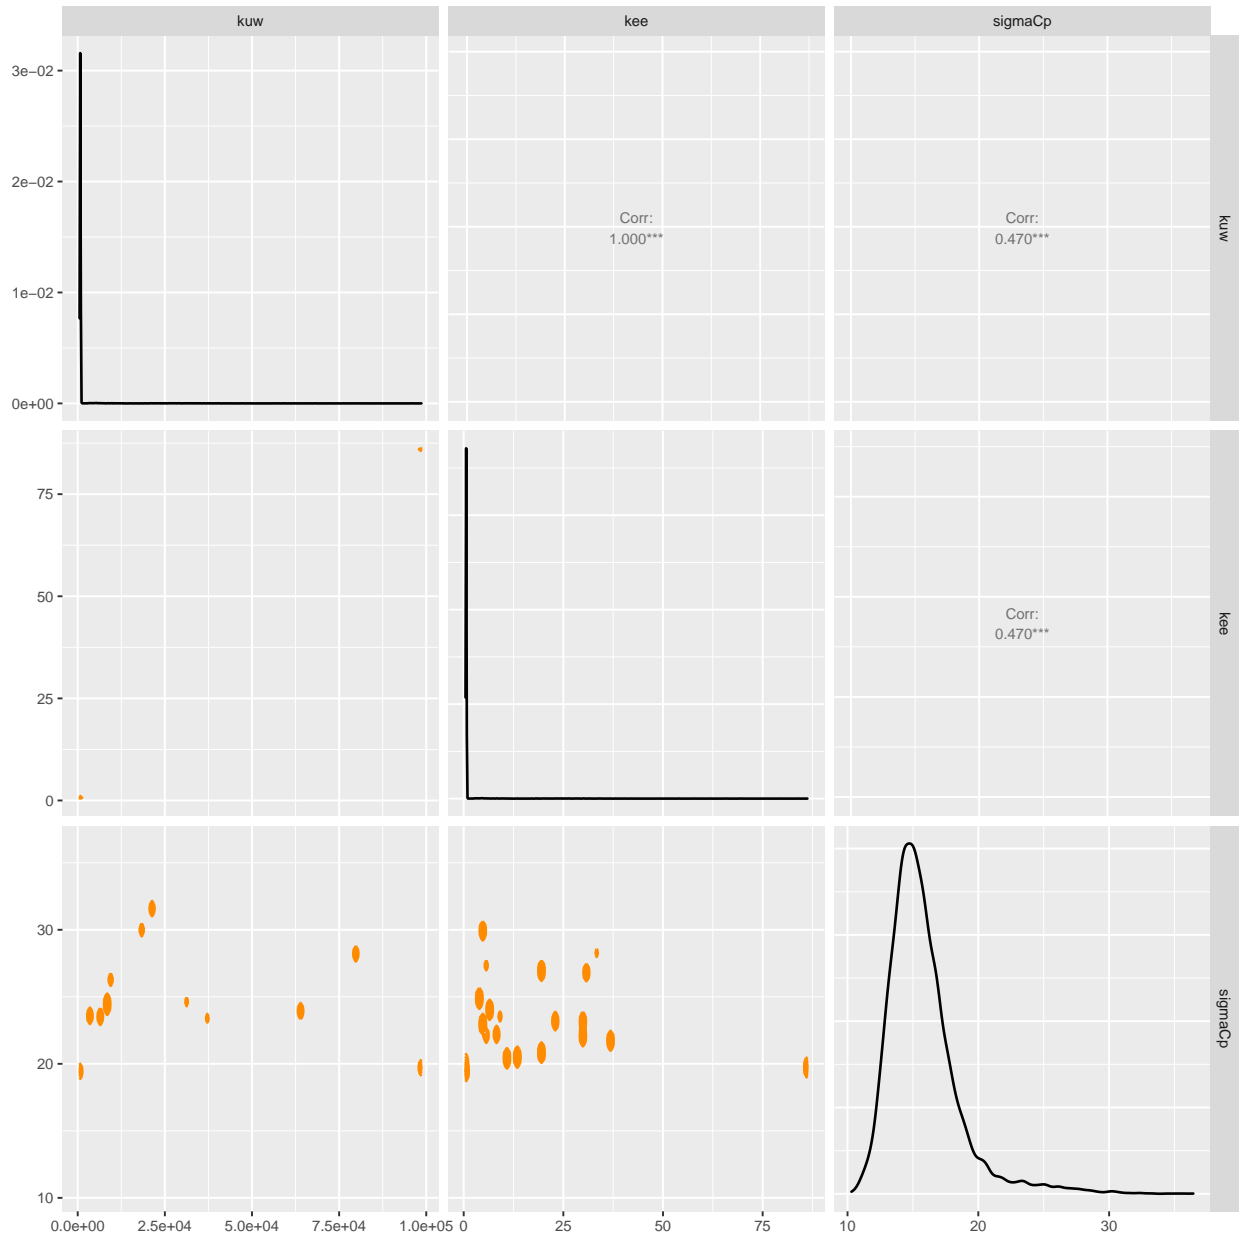 kuw kee sigmaCp
3e−02
2e−02
1e−02
0e+00
Corr:
1.000***
Corr:
0.470***
kuw
75
50
25
0
Corr:
0.470***
kee
30
20
10
sigmaCp
0.0e+00 2.5e+04 5.0e+04 7.5e+04 1.0e+05 0 25 50 75 10 20 30